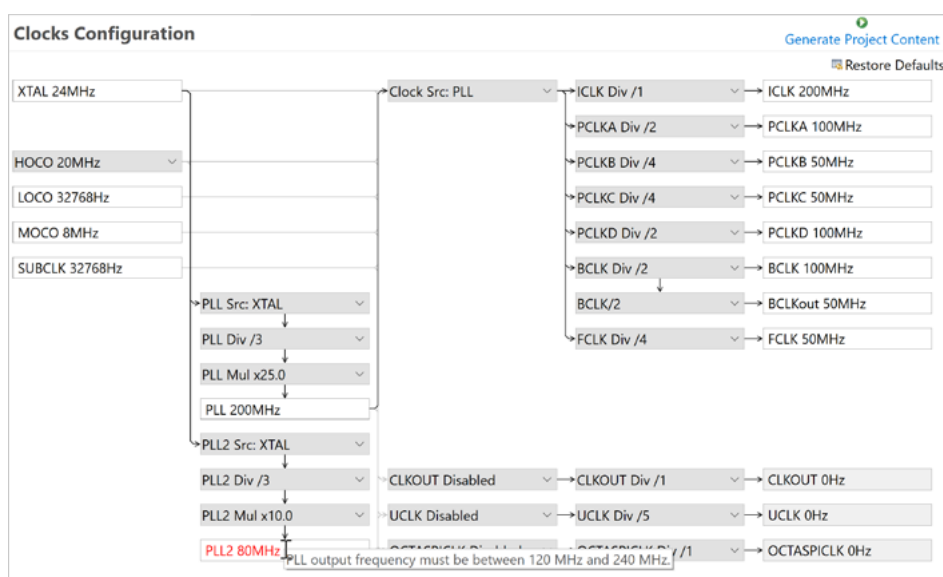 Clocks Configuration
Generate Project Content
Restore Defaults
XTAL 24MHz
Clock Src: PLL
ICLK Div /1
ICLK 200MHz
PCLKA Div /2
PCLKA 100MHz
HOCO 20MHz
PCLKB Div /4
PCLKB 50MHz
LOCO 32768Hz
PCLKC Div /4
PCLKC 50MHz
MOCO 8MHz
PCLKD Div /2
PCLKD 100MHz
SUBCLK 32768Hz
BCLK Div /2
BCLK 100MHz
PLL Src: XTAL
BCLK/2
BCLKout 50MHz
PLL Div /3
FCLK Div /4
FCLK 50MHz
PLL Mul x25.0
PLL 200MHz
PLL2 Src: XTAL
PLL2 Div /3
CLKOUT Disabled
CLKOUT Div /1
CLKOUT 0Hz
PLL2 Mul x10.0
UCLK Disabled
UCLK Div /5
UCLK 0Hz
PLL2 80MHz
/1
OCTASPICLK 0Hz
PLL output frequency must be between 120 MHz and 240 MHz.